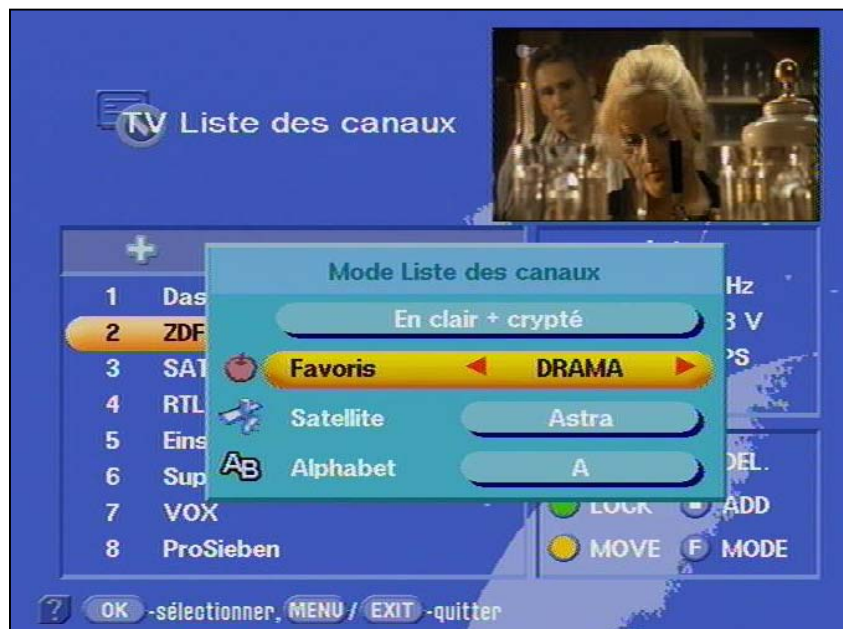 TV Liste des canaux
Mode Liste des canaux
En clair + crypté
Favoris DRAMA
Satellite Astra
Alphabet A
1 Das
2 ZDF
3 SAT
4 RTL
5 Eins
6 Sup
7 VOX
8 ProSieben
Hz
V
PS
DEL.
LOCK ADD
MOVE F MODE
? OK -sélectionner, MENU / EXIT -quitter